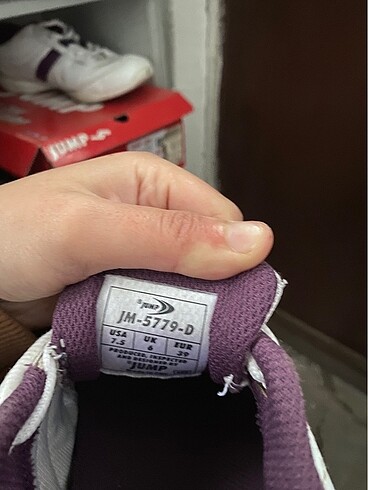 JUMP
JUMP
JM-5779-D
USA UK EUR
7.5 6 39
PRODUCED, INSPECTED
AND DESIGNED BY
JUMP